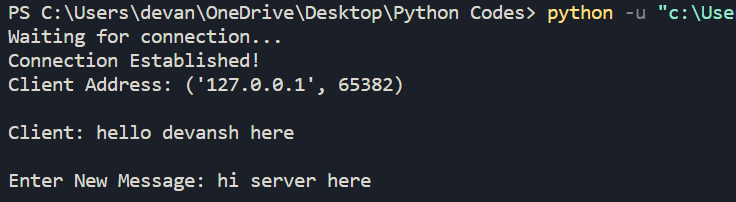 PS C:\Users\devan\OneDrive\Desktop\Python Codes> python -u "c:\Use
Waiting for connection...
Connection Established!
Client Address: ('127.0.0.1', 65382)
Client: hello devansh here
Enter New Message: hi server here